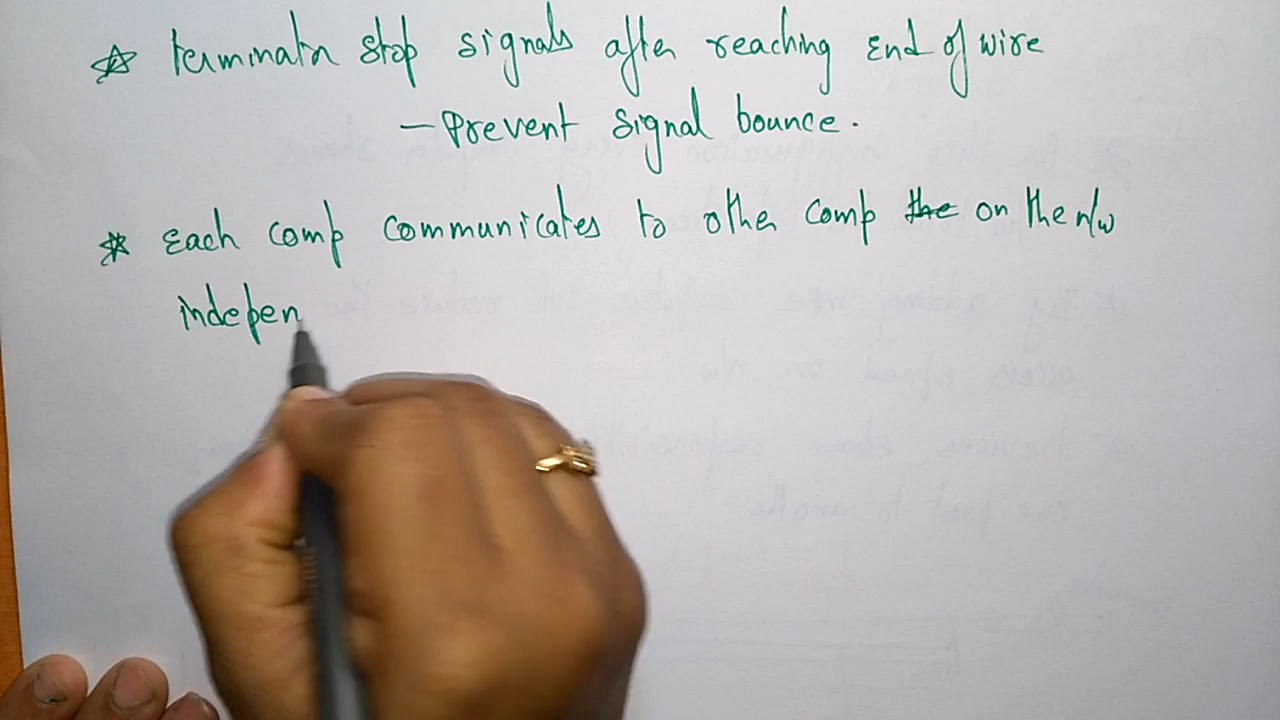 ☆ terminator stop signals after reaching End of wire
- Prevent signal bounce.
* Each comp communicates to other comp the on the n/w
indepen